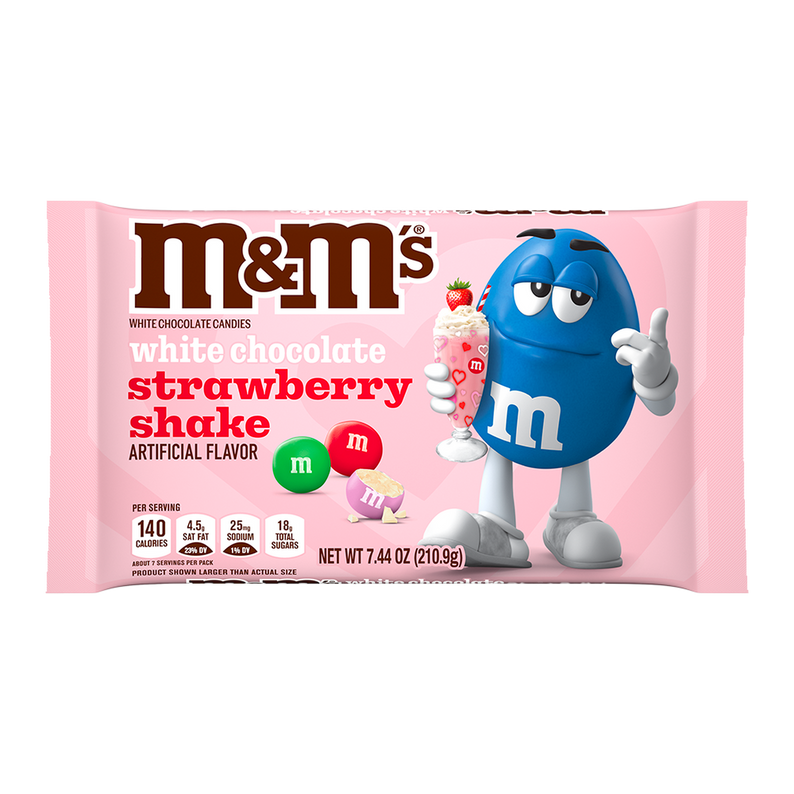 m&m's®
WHITE CHOCOLATE CANDIES
white chocolate
strawberry
shake
ARTIFICIAL FLAVOR
m
m
m
m
m
PER SERVING
140
CALORIES
4.5g
SAT FAT
23% DV
25mg
SODIUM
1% DV
18g
TOTAL
SUGARS
ABOUT 7 SERVINGS PER PACK
PRODUCT SHOWN LARGER THAN ACTUAL SIZE
NET WT 7.44 OZ (210.9g)
white chocolate